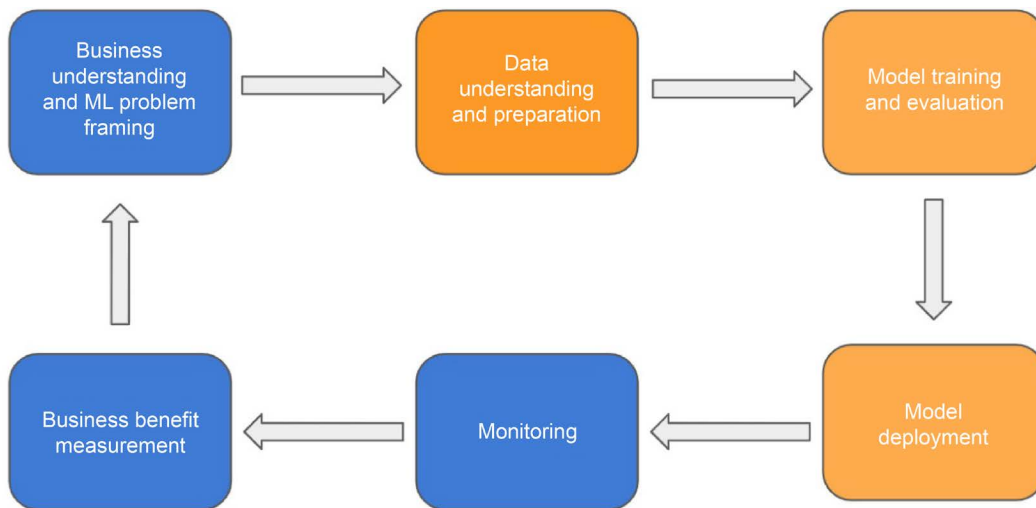 Business
understanding
and ML problem
framing
Data
understanding
and preparation
Model training
and evaluation
Business benefit
measurement
Monitoring
Model
deployment